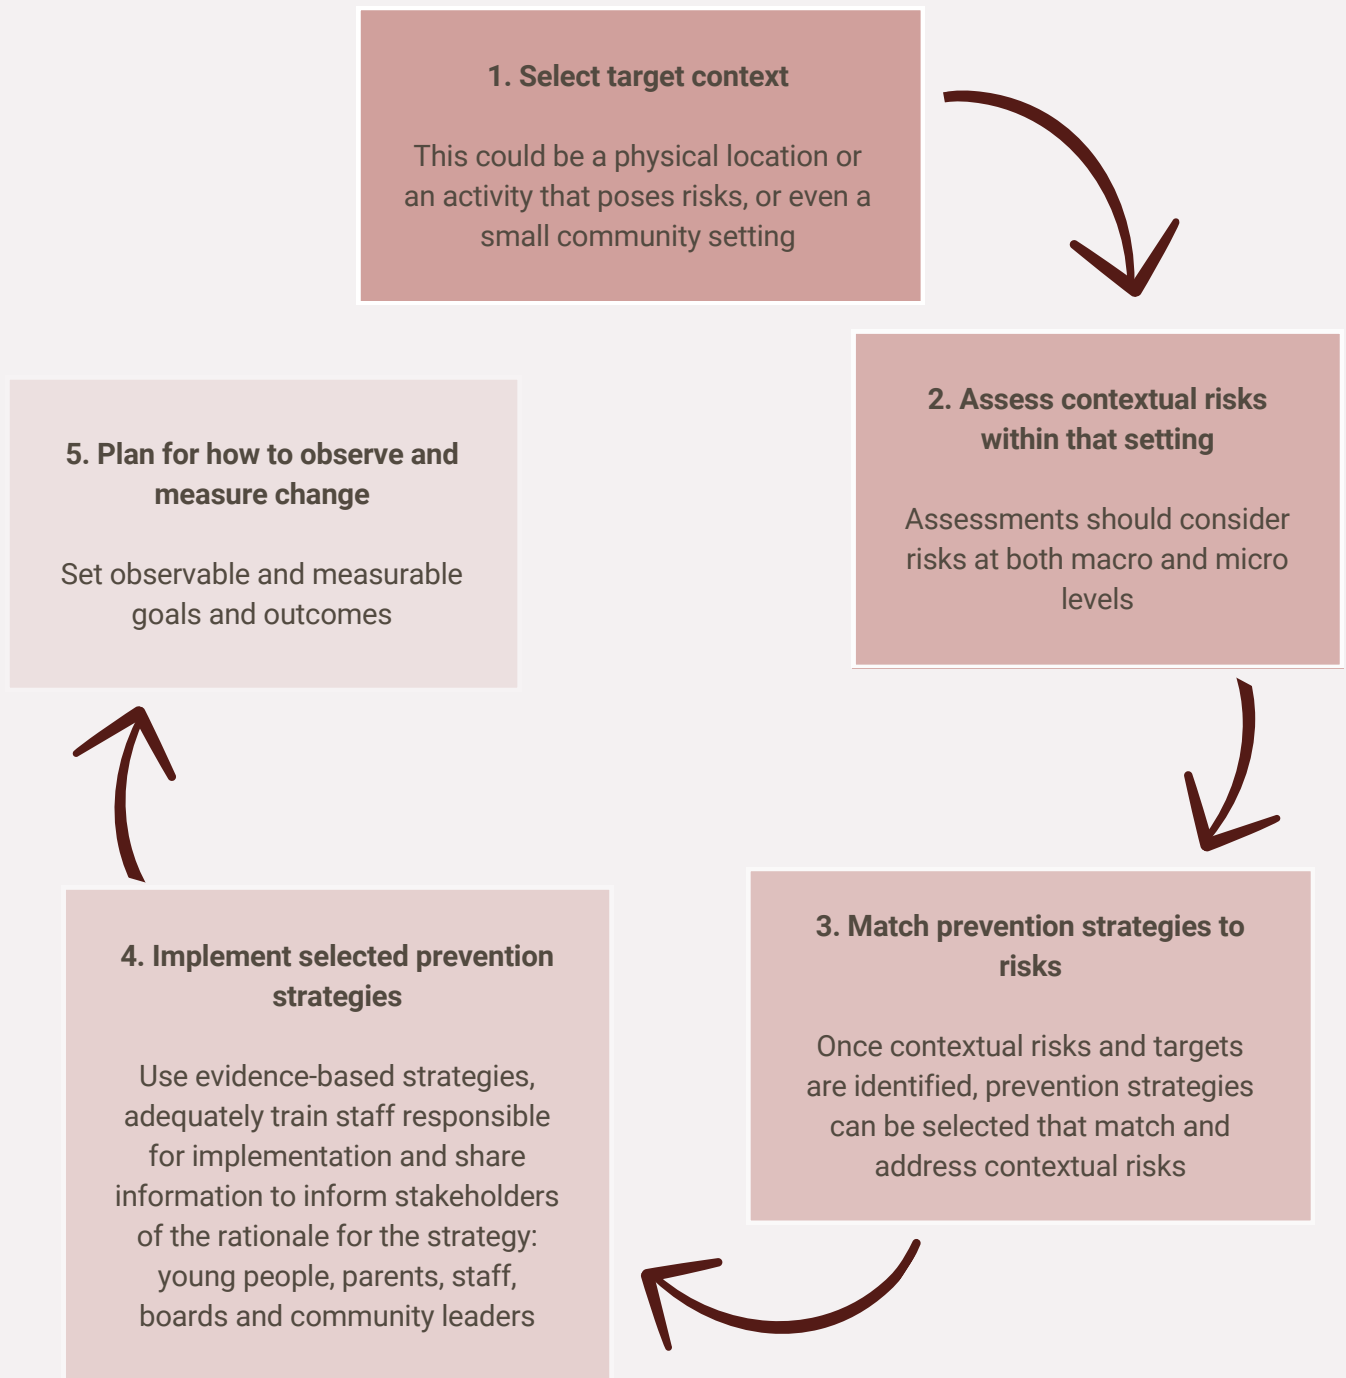 1. Select target context
This could be a physical location or
an activity that poses risks, or even a
small community setting
2. Assess contextual risks
within that setting
Assessments should consider
risks at both macro and micro
levels
3. Match prevention strategies to
risks
Once contextual risks and targets
are identified, prevention strategies
can be selected that match and
address contextual risks
4. Implement selected prevention
strategies
Use evidence-based strategies,
adequately train staff responsible
for implementation and share
information to inform stakeholders
of the rationale for the strategy:
young people, parents, staff,
boards and community leaders
5. Plan for how to observe and
measure change
Set observable and measurable
goals and outcomes